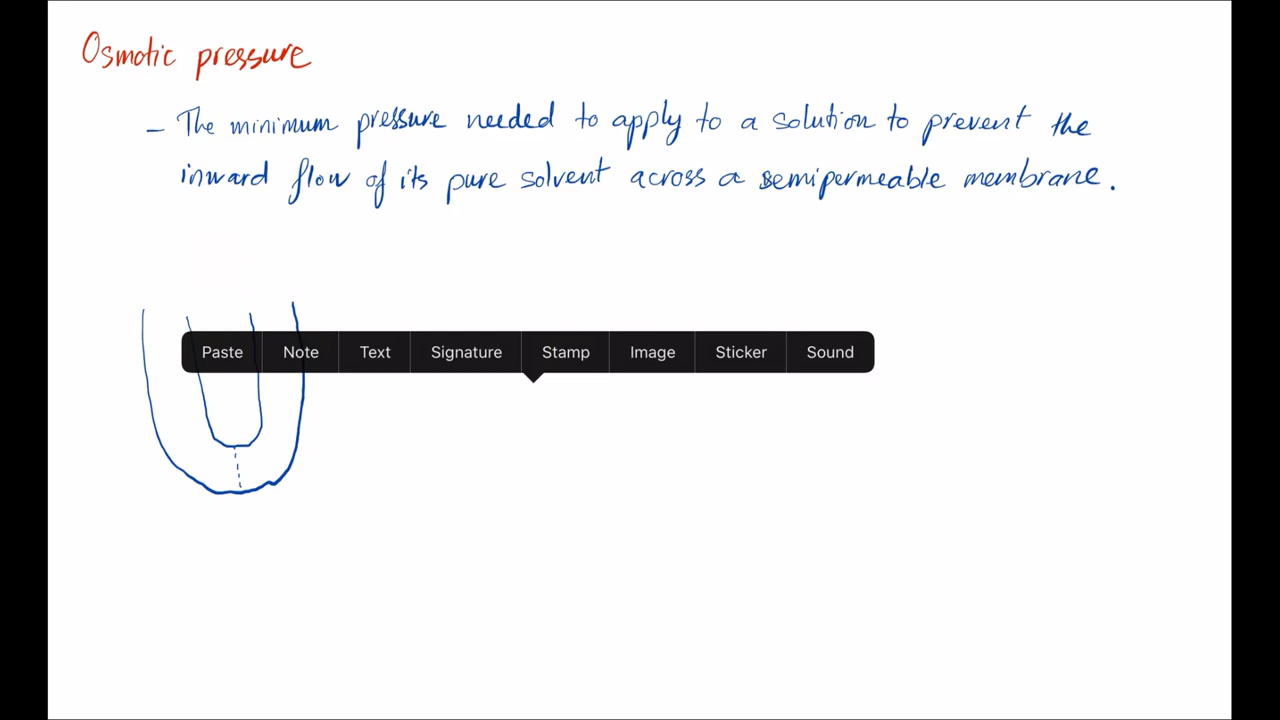 Osmotic pressure
- The minimum pressure needed to apply to a solution to prevent the
inward flow of its pure solvent across a semipermeable membrane.
Paste Note Text Signature Stamp Image Sticker Sound